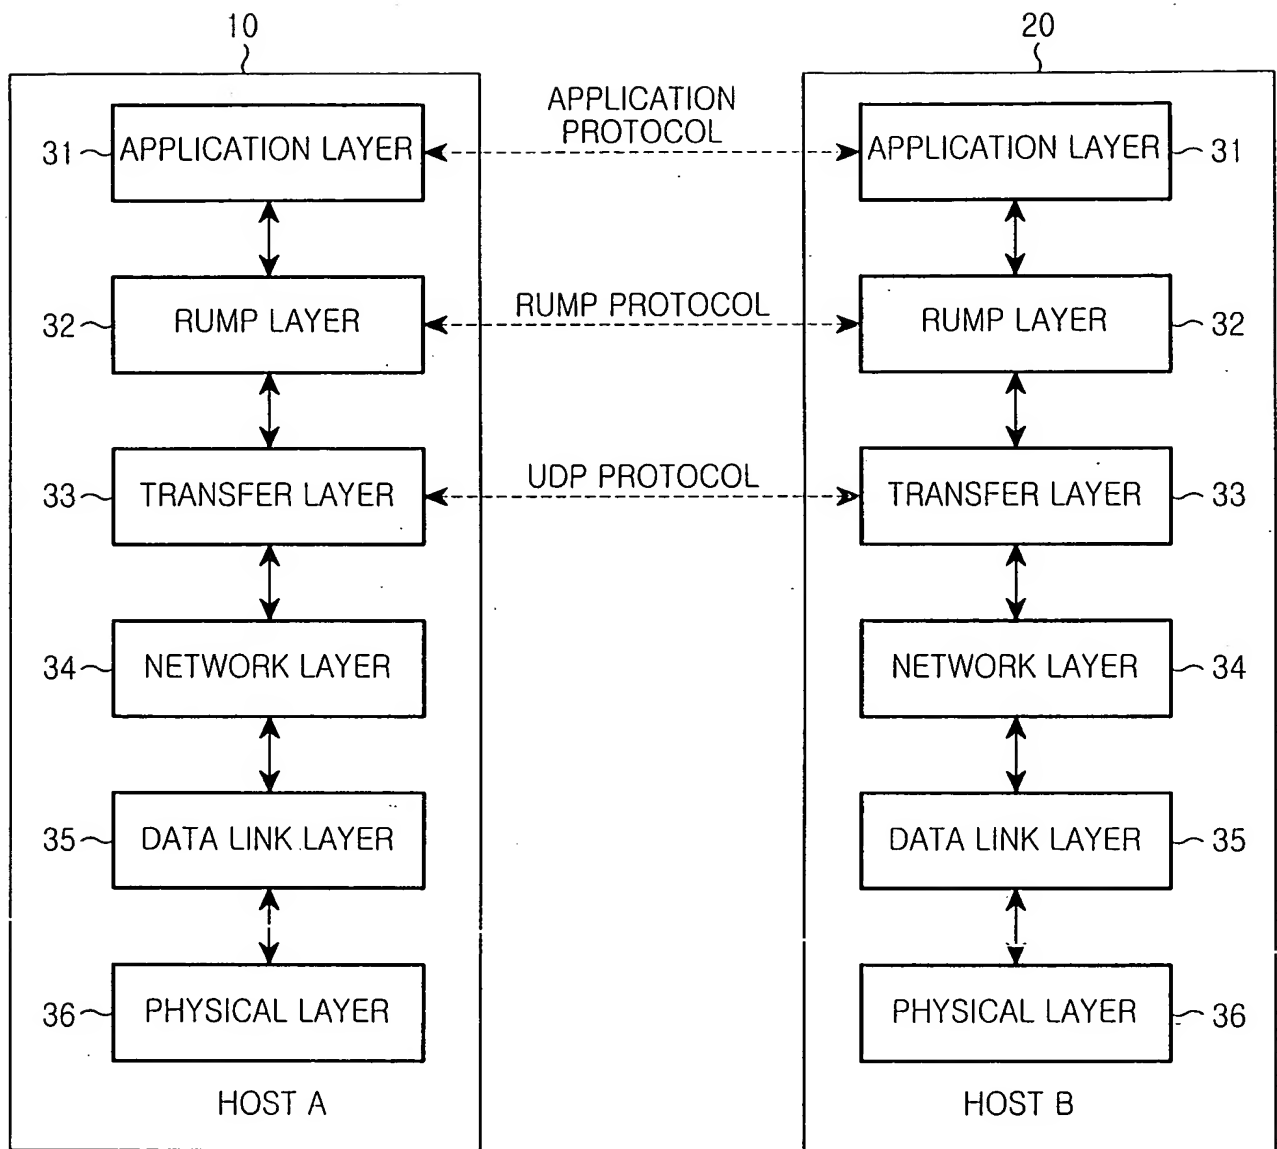 10
20
APPLICATION
PROTOCOL
31 APPLICATION LAYER
APPLICATION LAYER 31
RUMP PROTOCOL
32 RUMP LAYER
RUMP LAYER 32
UDP PROTOCOL
33 TRANSFER LAYER
TRANSFER LAYER 33
34 NETWORK LAYER
NETWORK LAYER 34
35 DATA LINK LAYER
DATA LINK LAYER 35
36 PHYSICAL LAYER
PHYSICAL LAYER 36
HOST A
HOST B